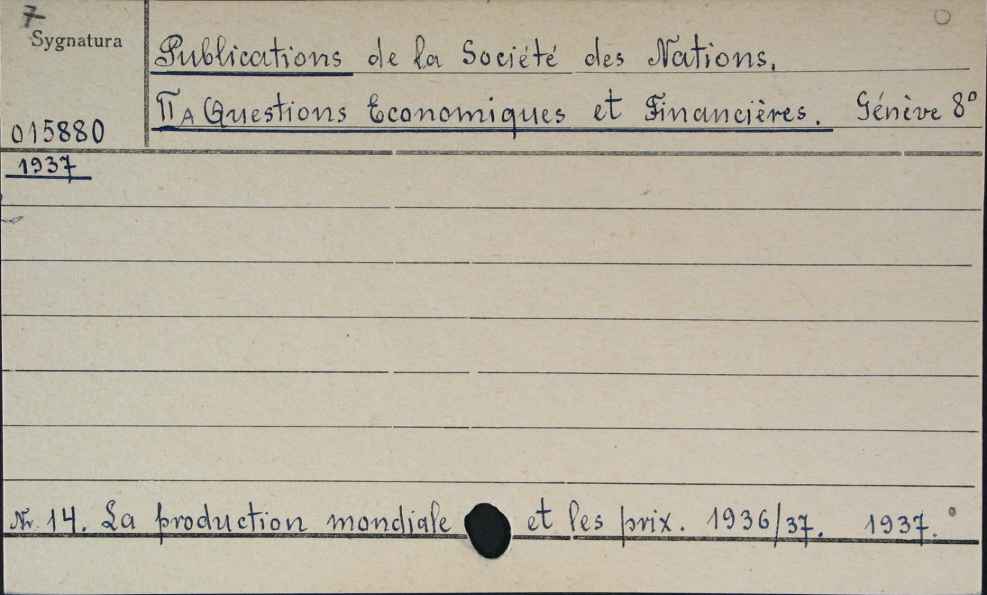 7
Sygnatura
Publications de la Société des Nations.
II A Questions Economiques et Financières. Génève 8°
015880
1937
Nr. 14. La production mondiale et les prix. 1936/37. 1937.